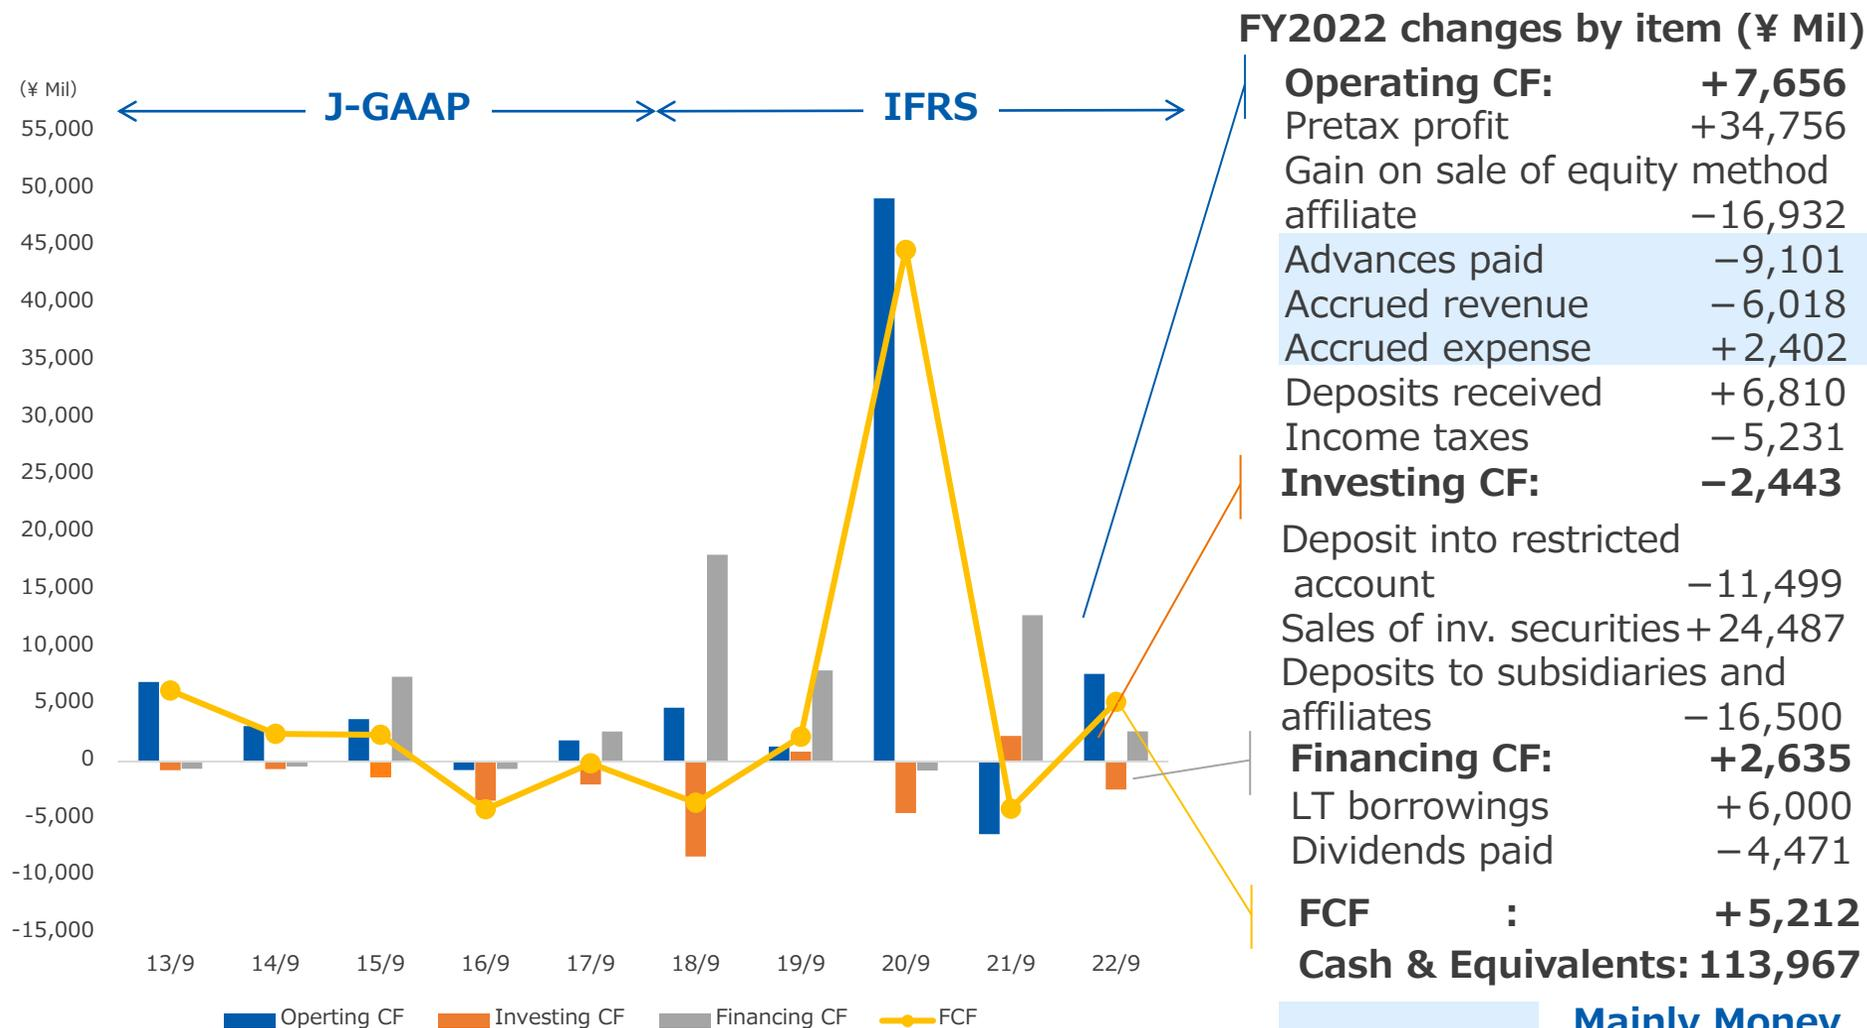 FY2022 changes by item (¥ Mil)
(¥ Mil)
J-GAAP
IFRS
55,000
50,000
45,000
40,000
35,000
30,000
25,000
20,000
15,000
10,000
5,000
0
-5,000
-10,000
-15,000
13/9 14/9 15/9 16/9 17/9 18/9 19/9 20/9 21/9 22/9
Operting CF Investing CF Financing CF FCF
Operating CF: +7,656
Pretax profit +34,756
Gain on sale of equity method
affiliate −16,932
Advances paid −9,101
Accrued revenue −6,018
Accrued expense +2,402
Deposits received +6,810
Income taxes −5,231
Investing CF: −2,443
Deposit into restricted
account −11,499
Sales of inv. securities +24,487
Deposits to subsidiaries and
affiliates −16,500
Financing CF: +2,635
LT borrowings +6,000
Dividends paid −4,471
FCF : +5,212
Cash & Equivalents: 113,967
Mainly Money